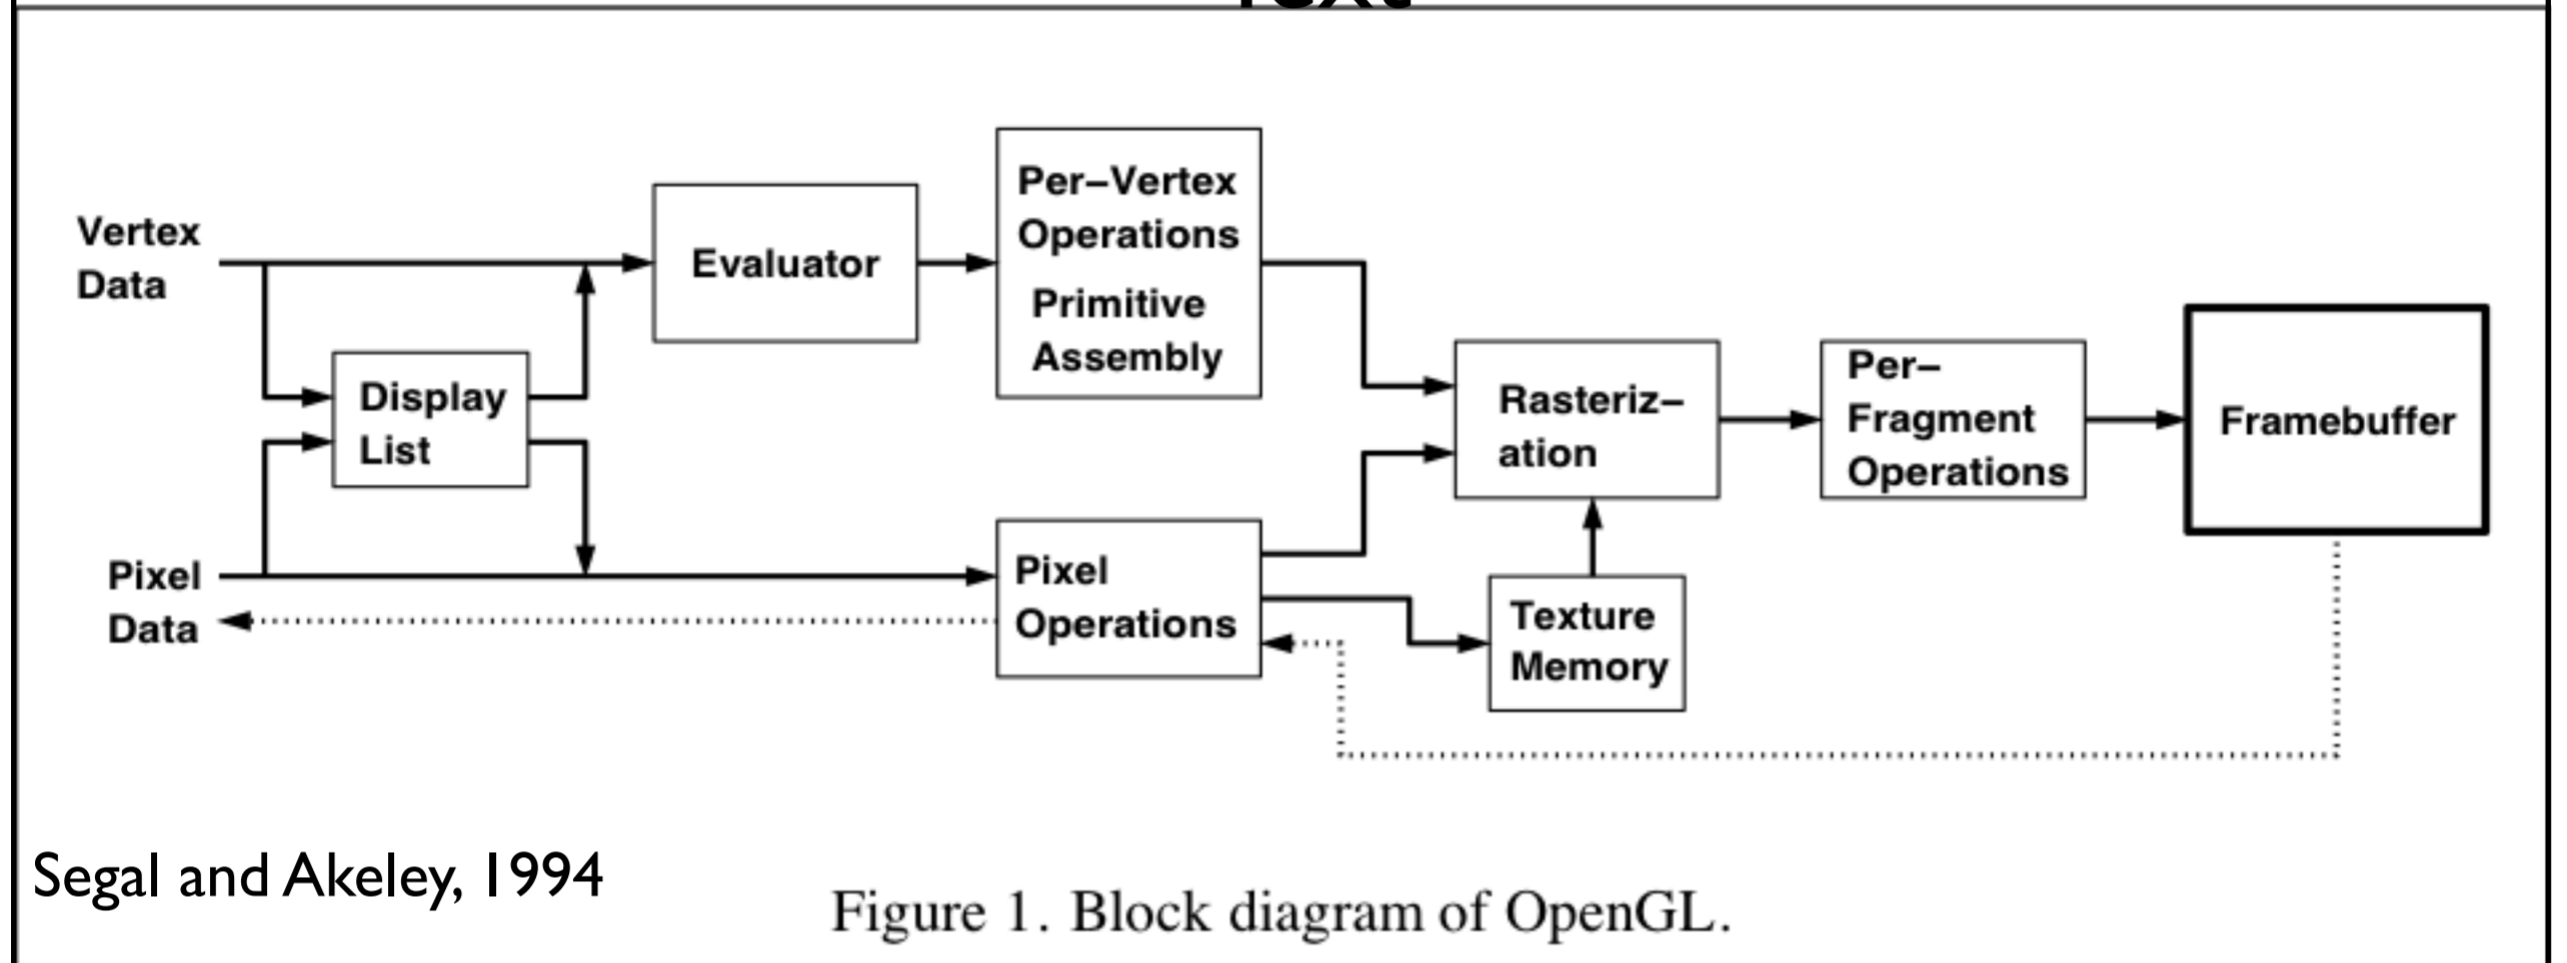 Text
Vertex
Data
Display
List
Pixel
Data
Evaluator
Per–Vertex
Operations
Primitive
Assembly
Pixel
Operations
Rasteriz–
ation
Texture
Memory
Per–
Fragment
Operations
Framebuffer
Segal and Akeley, 1994
Figure 1. Block diagram of OpenGL.